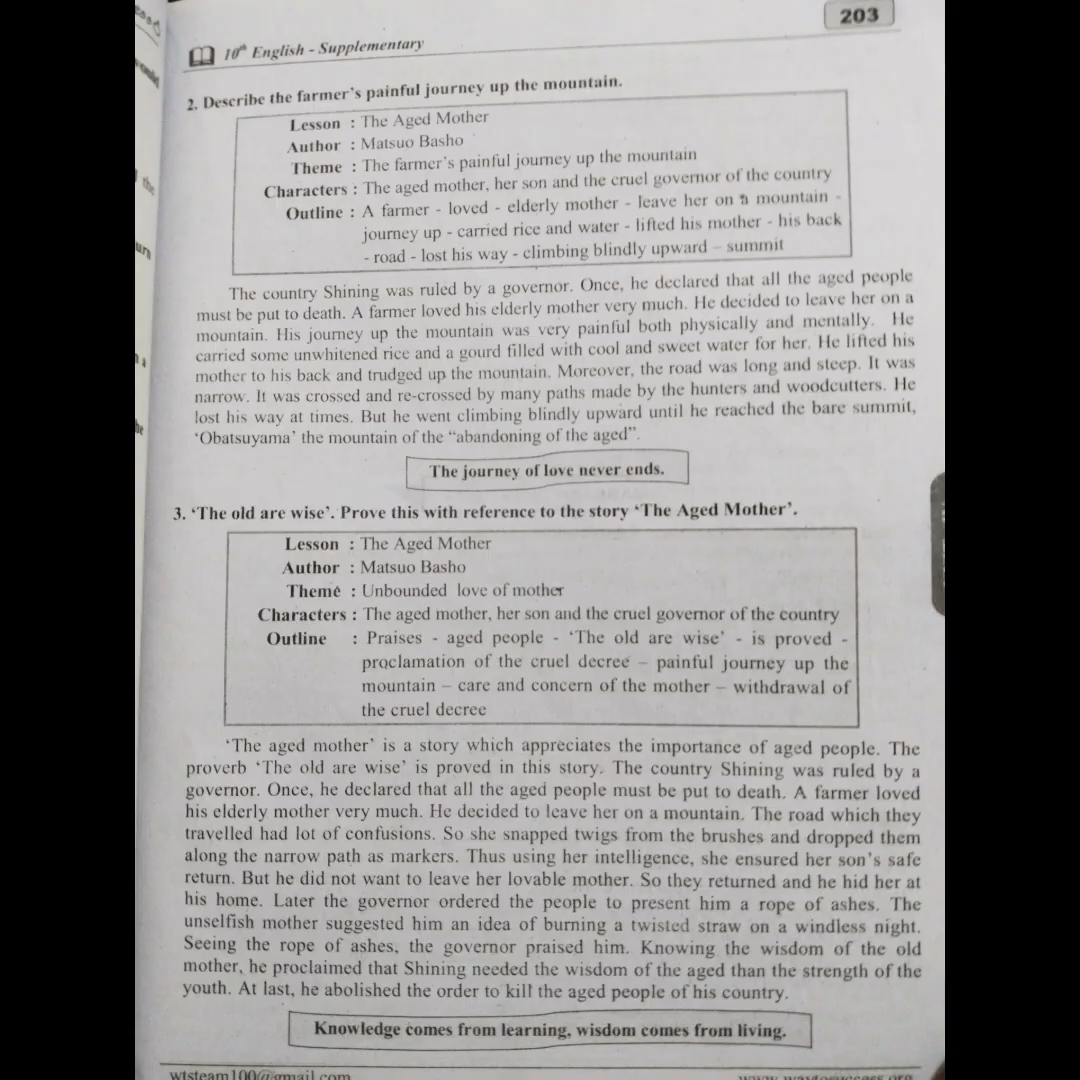 203
10th English - Supplementary
2. Describe the farmer's painful journey up the mountain.
Lesson : The Aged Mother
Author : Matsuo Basho
Theme : The farmer's painful journey up the mountain
Characters : The aged mother, her son and the cruel governor of the country
Outline : A farmer - loved - elderly mother - leave her on a mountain -
journey up - carried rice and water - lifted his mother - his back
- road - lost his way - climbing blindly upward – summit
The country Shining was ruled by a governor. Once, he declared that all the aged people
must be put to death. A farmer loved his elderly mother very much. He decided to leave her on a
mountain. His journey up the mountain was very painful both physically and mentally. He
carried some unwhitened rice and a gourd filled with cool and sweet water for her. He lifted his
mother to his back and trudged up the mountain. Moreover, the road was long and steep. It was
narrow. It was crossed and re-crossed by many paths made by the hunters and woodcutters. He
lost his way at times. But he went climbing blindly upward until he reached the bare summit,
'Obatsuyama' the mountain of the "abandoning of the aged".
The journey of love never ends.
3. 'The old are wise'. Prove this with reference to the story 'The Aged Mother'.
Lesson : The Aged Mother
Author : Matsuo Basho
Theme : Unbounded love of mother
Characters : The aged mother, her son and the cruel governor of the country
Outline : Praises - aged people - 'The old are wise' - is proved -
proclamation of the cruel decree – painful journey up the
mountain – care and concern of the mother – withdrawal of
the cruel decree
'The aged mother' is a story which appreciates the importance of aged people. The
proverb 'The old are wise' is proved in this story. The country Shining was ruled by a
governor. Once, he declared that all the aged people must be put to death. A farmer loved
his elderly mother very much. He decided to leave her on a mountain. The road which they
travelled had lot of confusions. So she snapped twigs from the brushes and dropped them
along the narrow path as markers. Thus using her intelligence, she ensured her son's safe
return. But he did not want to leave her lovable mother. So they returned and he hid her at
his home. Later the governor ordered the people to present him a rope of ashes. The
unselfish mother suggested him an idea of burning a twisted straw on a windless night.
Seeing the rope of ashes, the governor praised him. Knowing the wisdom of the old
mother, he proclaimed that Shining needed the wisdom of the aged than the strength of the
youth. At last, he abolished the order to kill the aged people of his country.
Knowledge comes from learning, wisdom comes from living.
wtsteam100@gmail.com